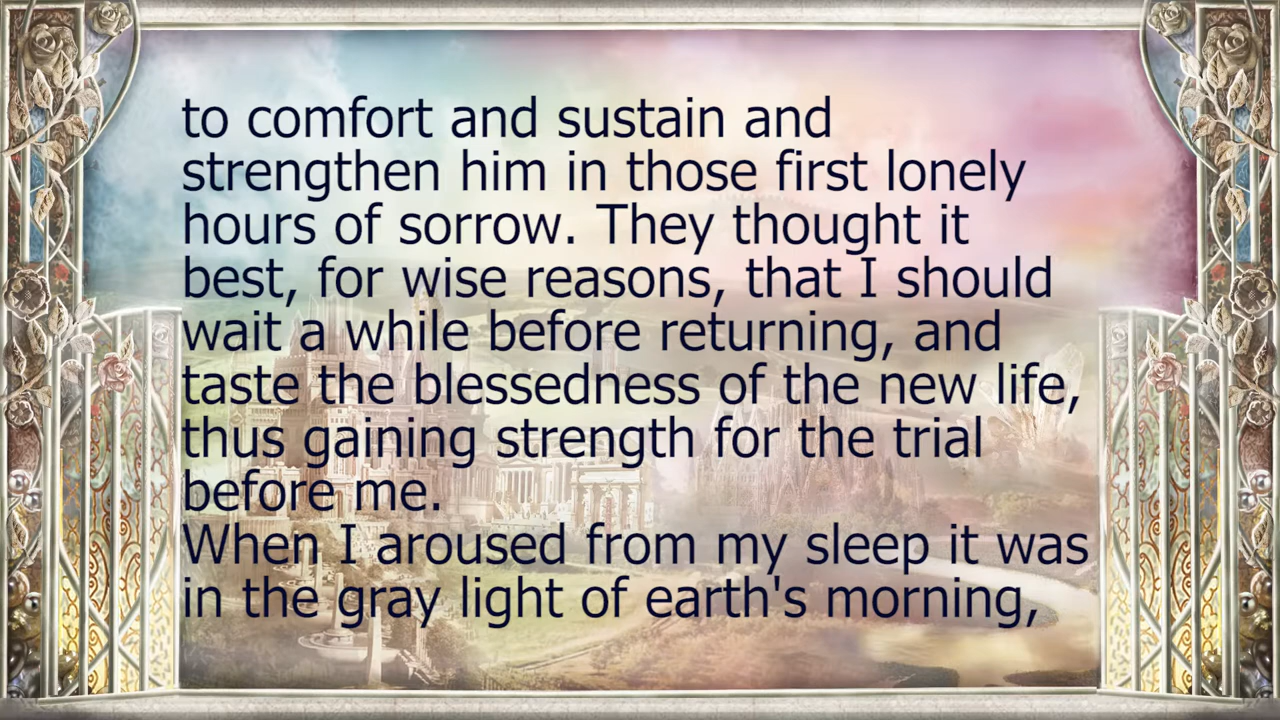 to comfort and sustain and
strengthen him in those first lonely
hours of sorrow. They thought it
best, for wise reasons, that I should
wait a while before returning, and
taste the blessedness of the new life,
thus gaining strength for the trial
before me.
When I aroused from my sleep it was
in the gray light of earth's morning,